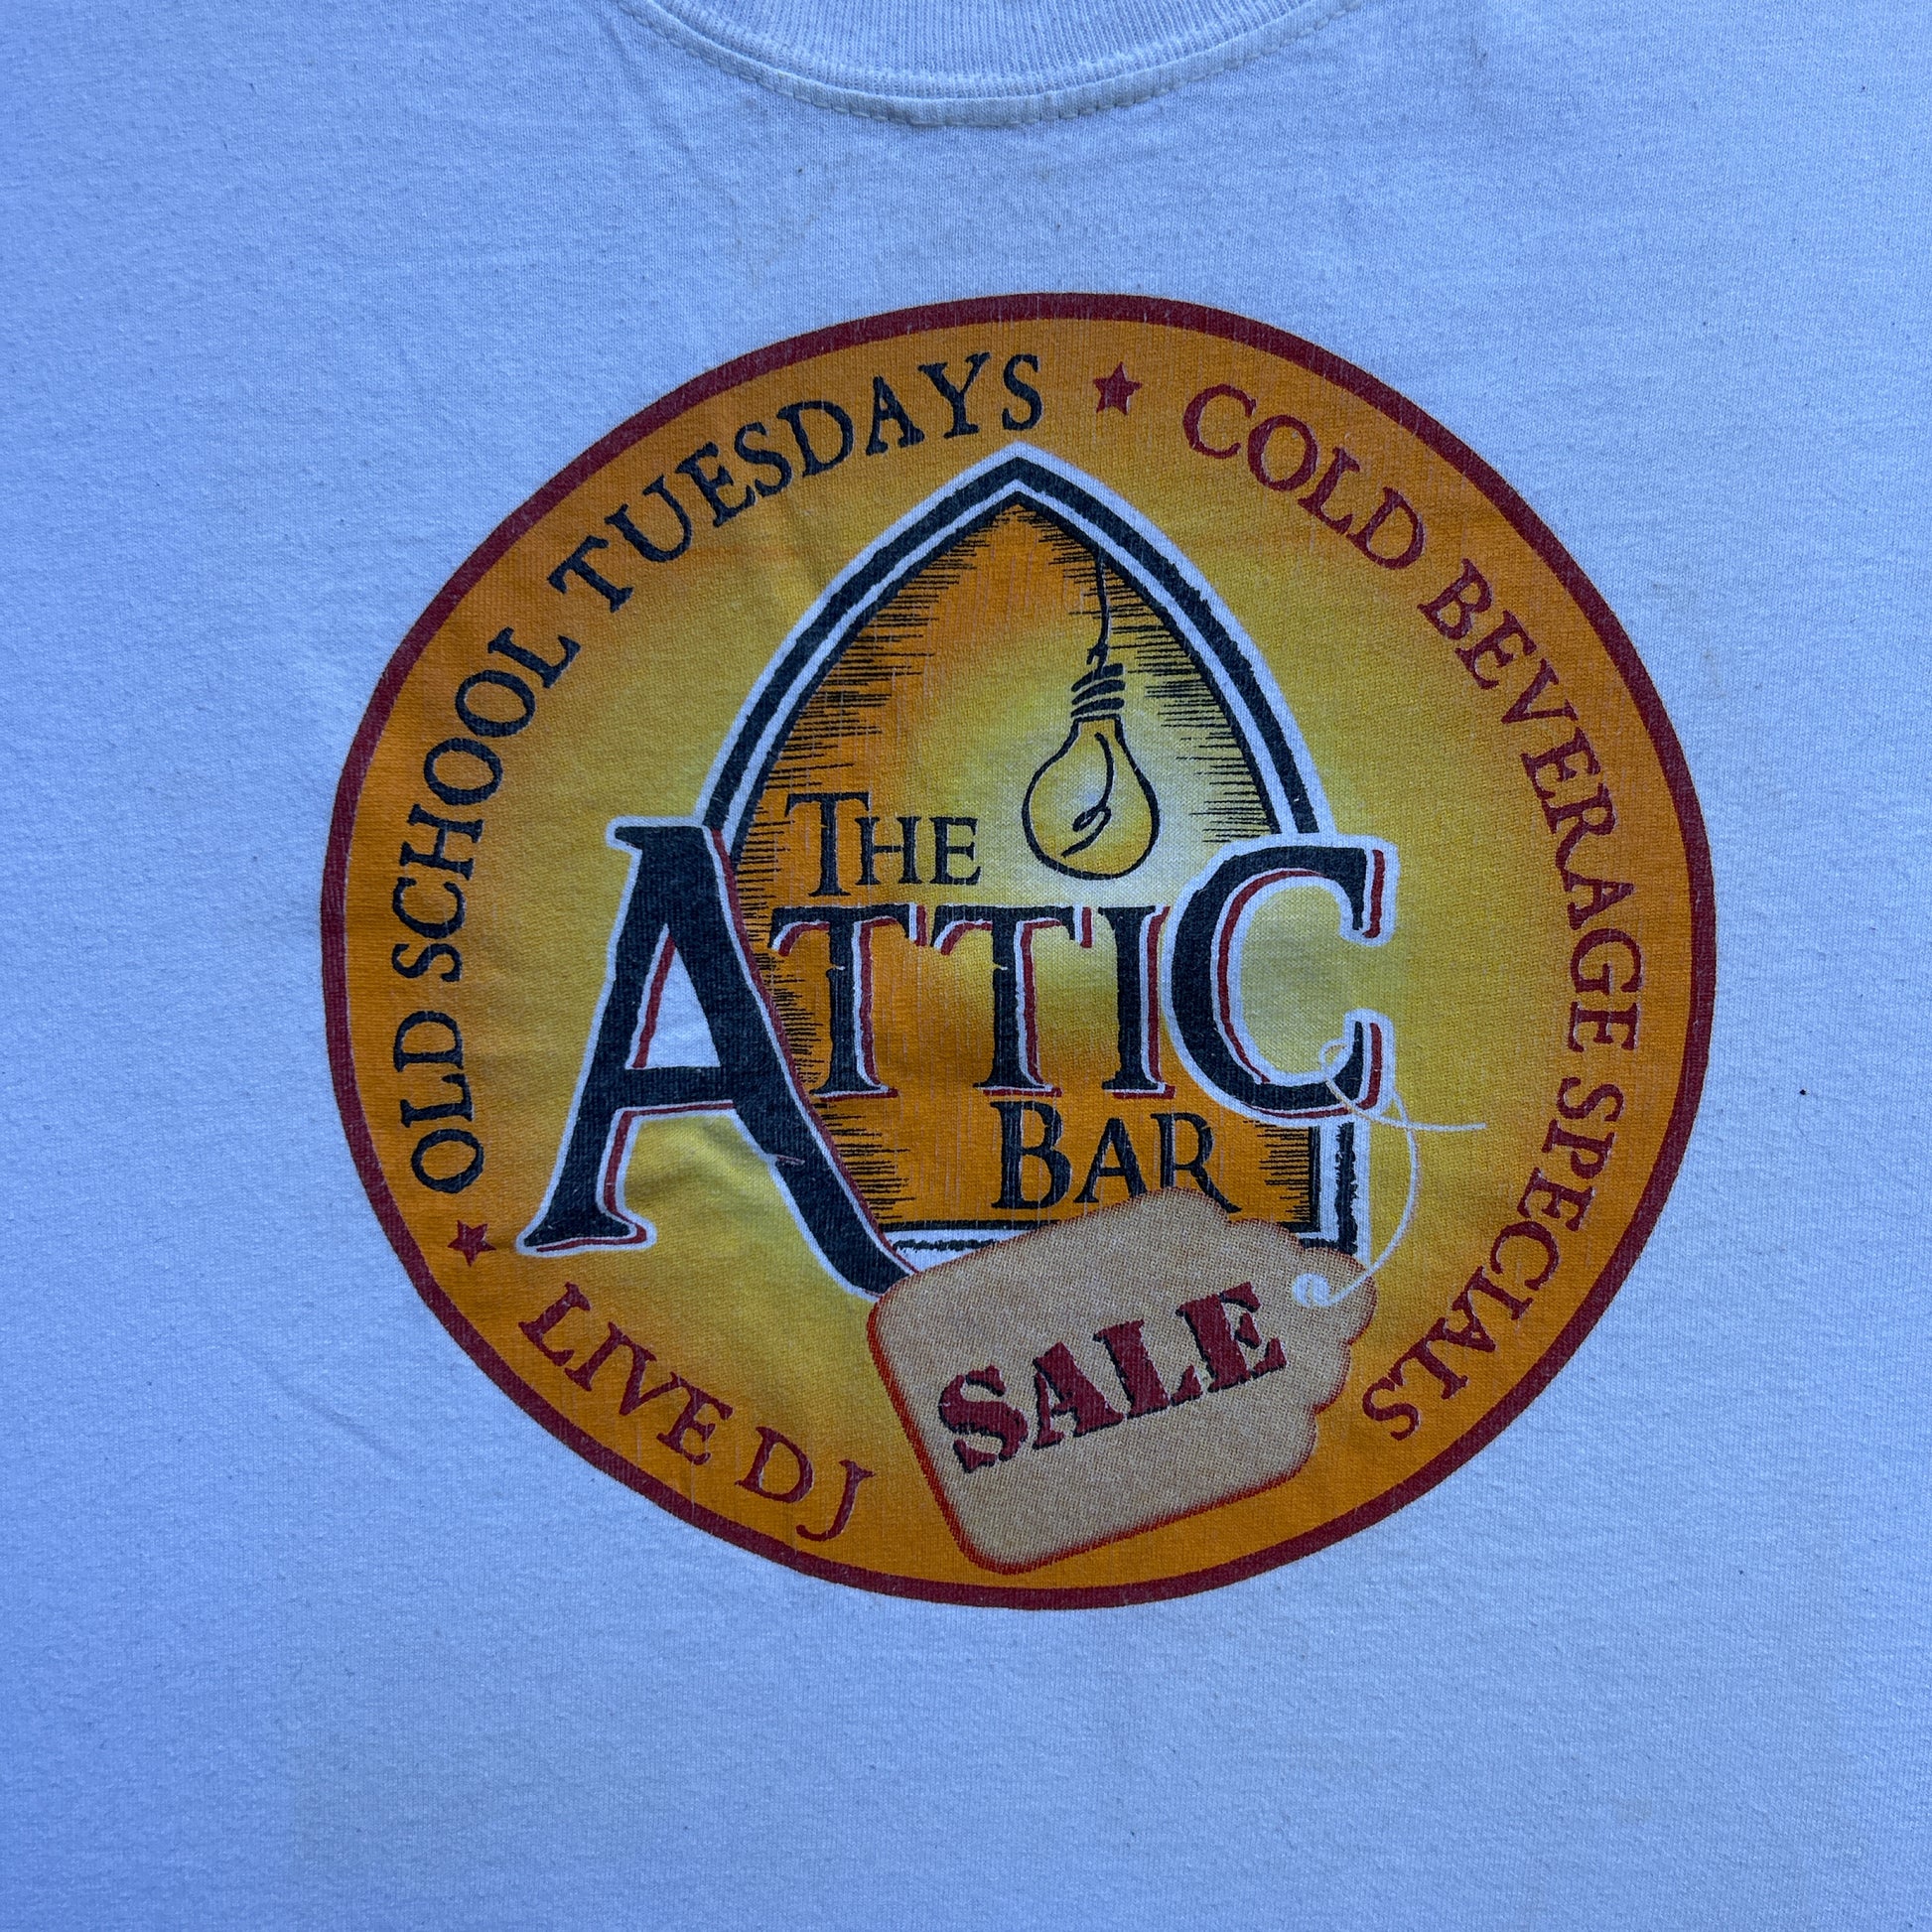 OLD SCHOOL TUESDAYS ★ COLD BEVERAGE SPECIALS
★ LIVE DJ
THE
ATTIC
BAR
SALE